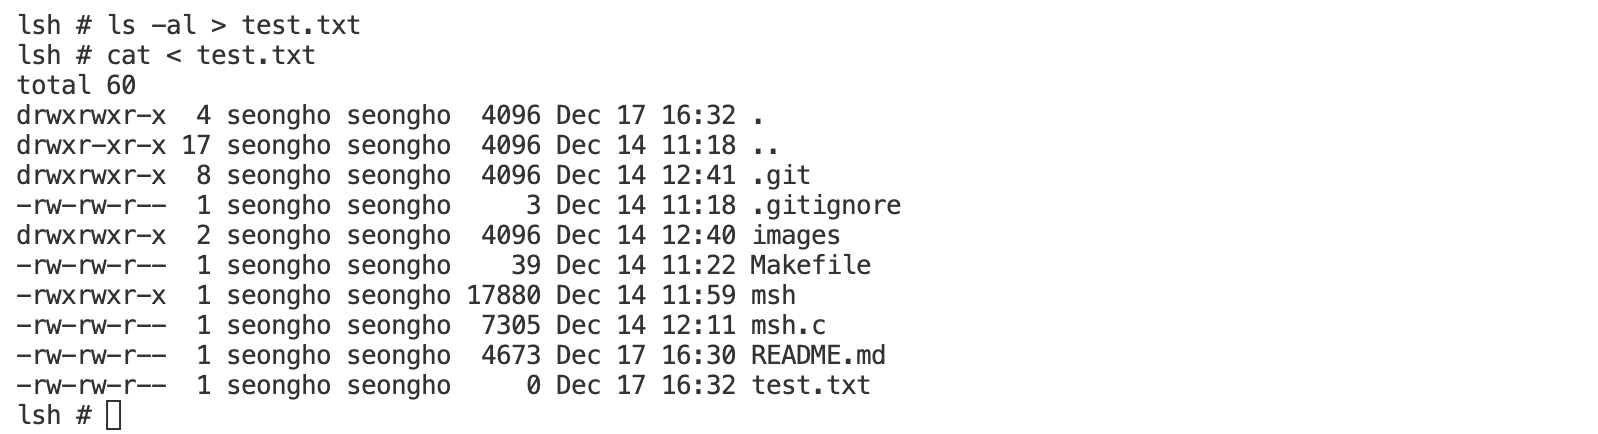 lsh # ls -al > test.txt
lsh # cat < test.txt
total 60
drwxrwxr-x  4 seongho seongho  4096 Dec 17 16:32 .
drwxr-xr-x 17 seongho seongho  4096 Dec 14 11:18 ..
drwxrwxr-x  8 seongho seongho  4096 Dec 14 12:41 .git
-rw-rw-r--  1 seongho seongho     3 Dec 14 11:18 .gitignore
drwxrwxr-x  2 seongho seongho  4096 Dec 14 12:40 images
-rw-rw-r--  1 seongho seongho    39 Dec 14 11:22 Makefile
-rwxrwxr-x  1 seongho seongho 17880 Dec 14 11:59 msh
-rw-rw-r--  1 seongho seongho  7305 Dec 14 12:11 msh.c
-rw-rw-r--  1 seongho seongho  4673 Dec 17 16:30 README.md
-rw-rw-r--  1 seongho seongho     0 Dec 17 16:32 test.txt
lsh #